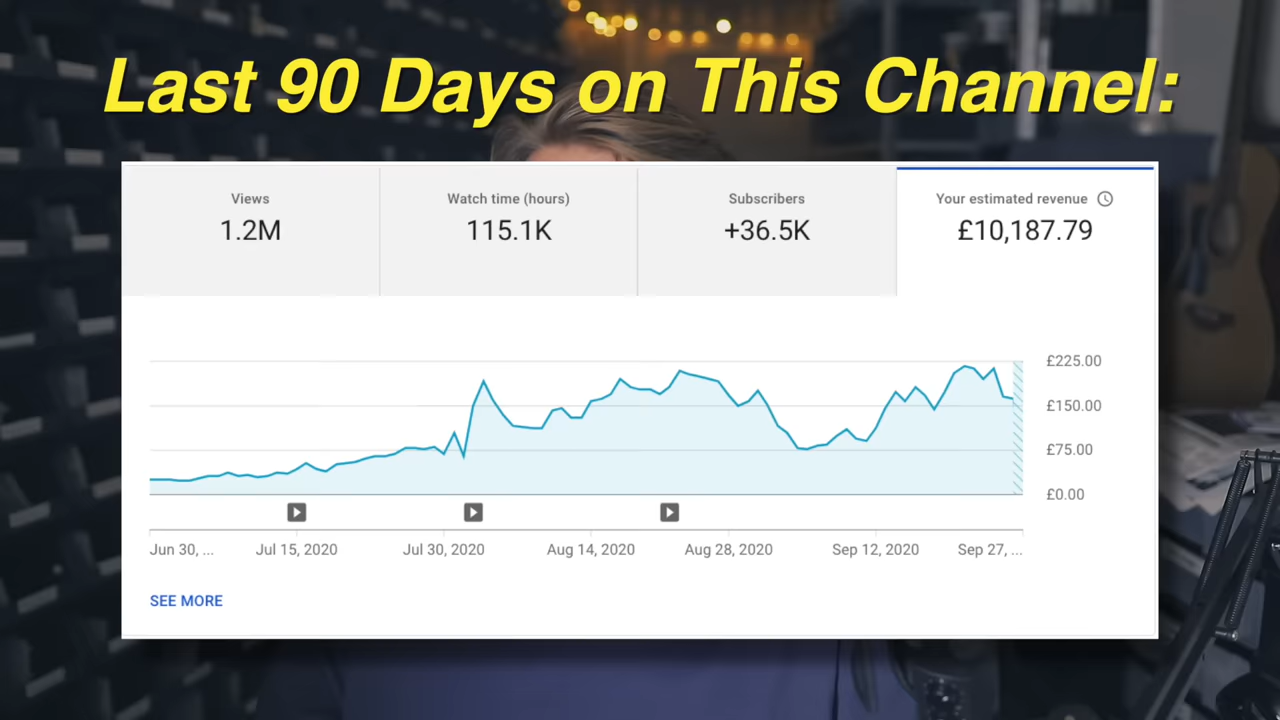 Last 90 Days on This Channel:
Views
1.2M
Watch time (hours)
115.1K
Subscribers
+36.5K
Your estimated revenue
£10,187.79
£225.00
£150.00
£75.00
£0.00
Jun 30, ...
Jul 15, 2020
Jul 30, 2020
Aug 14, 2020
Aug 28, 2020
Sep 12, 2020
Sep 27, ...
SEE MORE